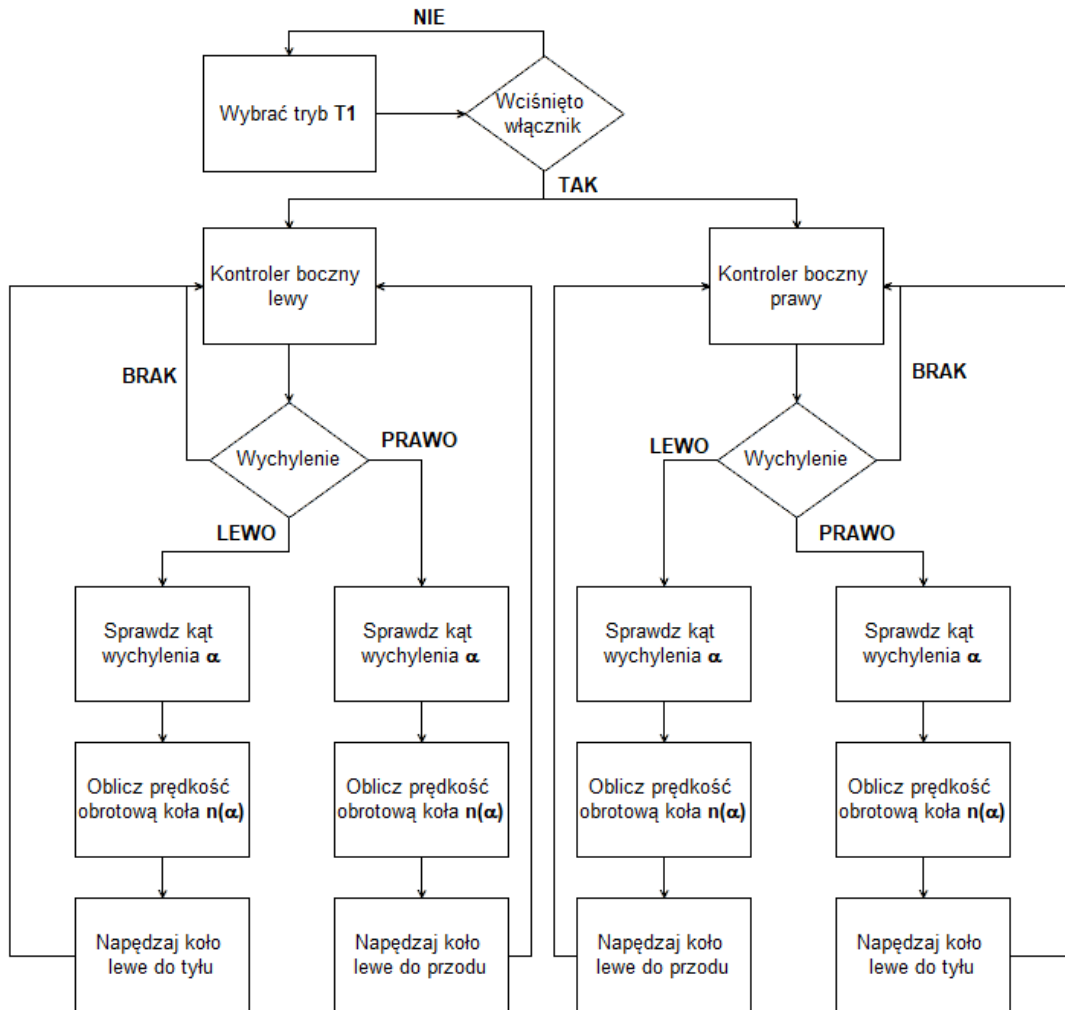 NIE
Wybrać tryb T1
Wciśnięto
włącznik
TAK
Kontroler boczny
lewy
Kontroler boczny
prawy
BRAK
PRAWO
Wychylenie
LEWO
LEWO
Wychylenie
BRAK
PRAWO
Sprawdz kąt
wychylenia α
Sprawdz kąt
wychylenia α
Sprawdz kąt
wychylenia α
Sprawdz kąt
wychylenia α
Oblicz prędkość
obrotową koła n(α)
Oblicz prędkość
obrotową koła n(α)
Oblicz prędkość
obrotową koła n(α)
Oblicz prędkość
obrotową koła n(α)
Napędzaj koło
lewe do tyłu
Napędzaj koło
lewe do przodu
Napędzaj koło
lewe do przodu
Napędzaj koło
lewe do tyłu